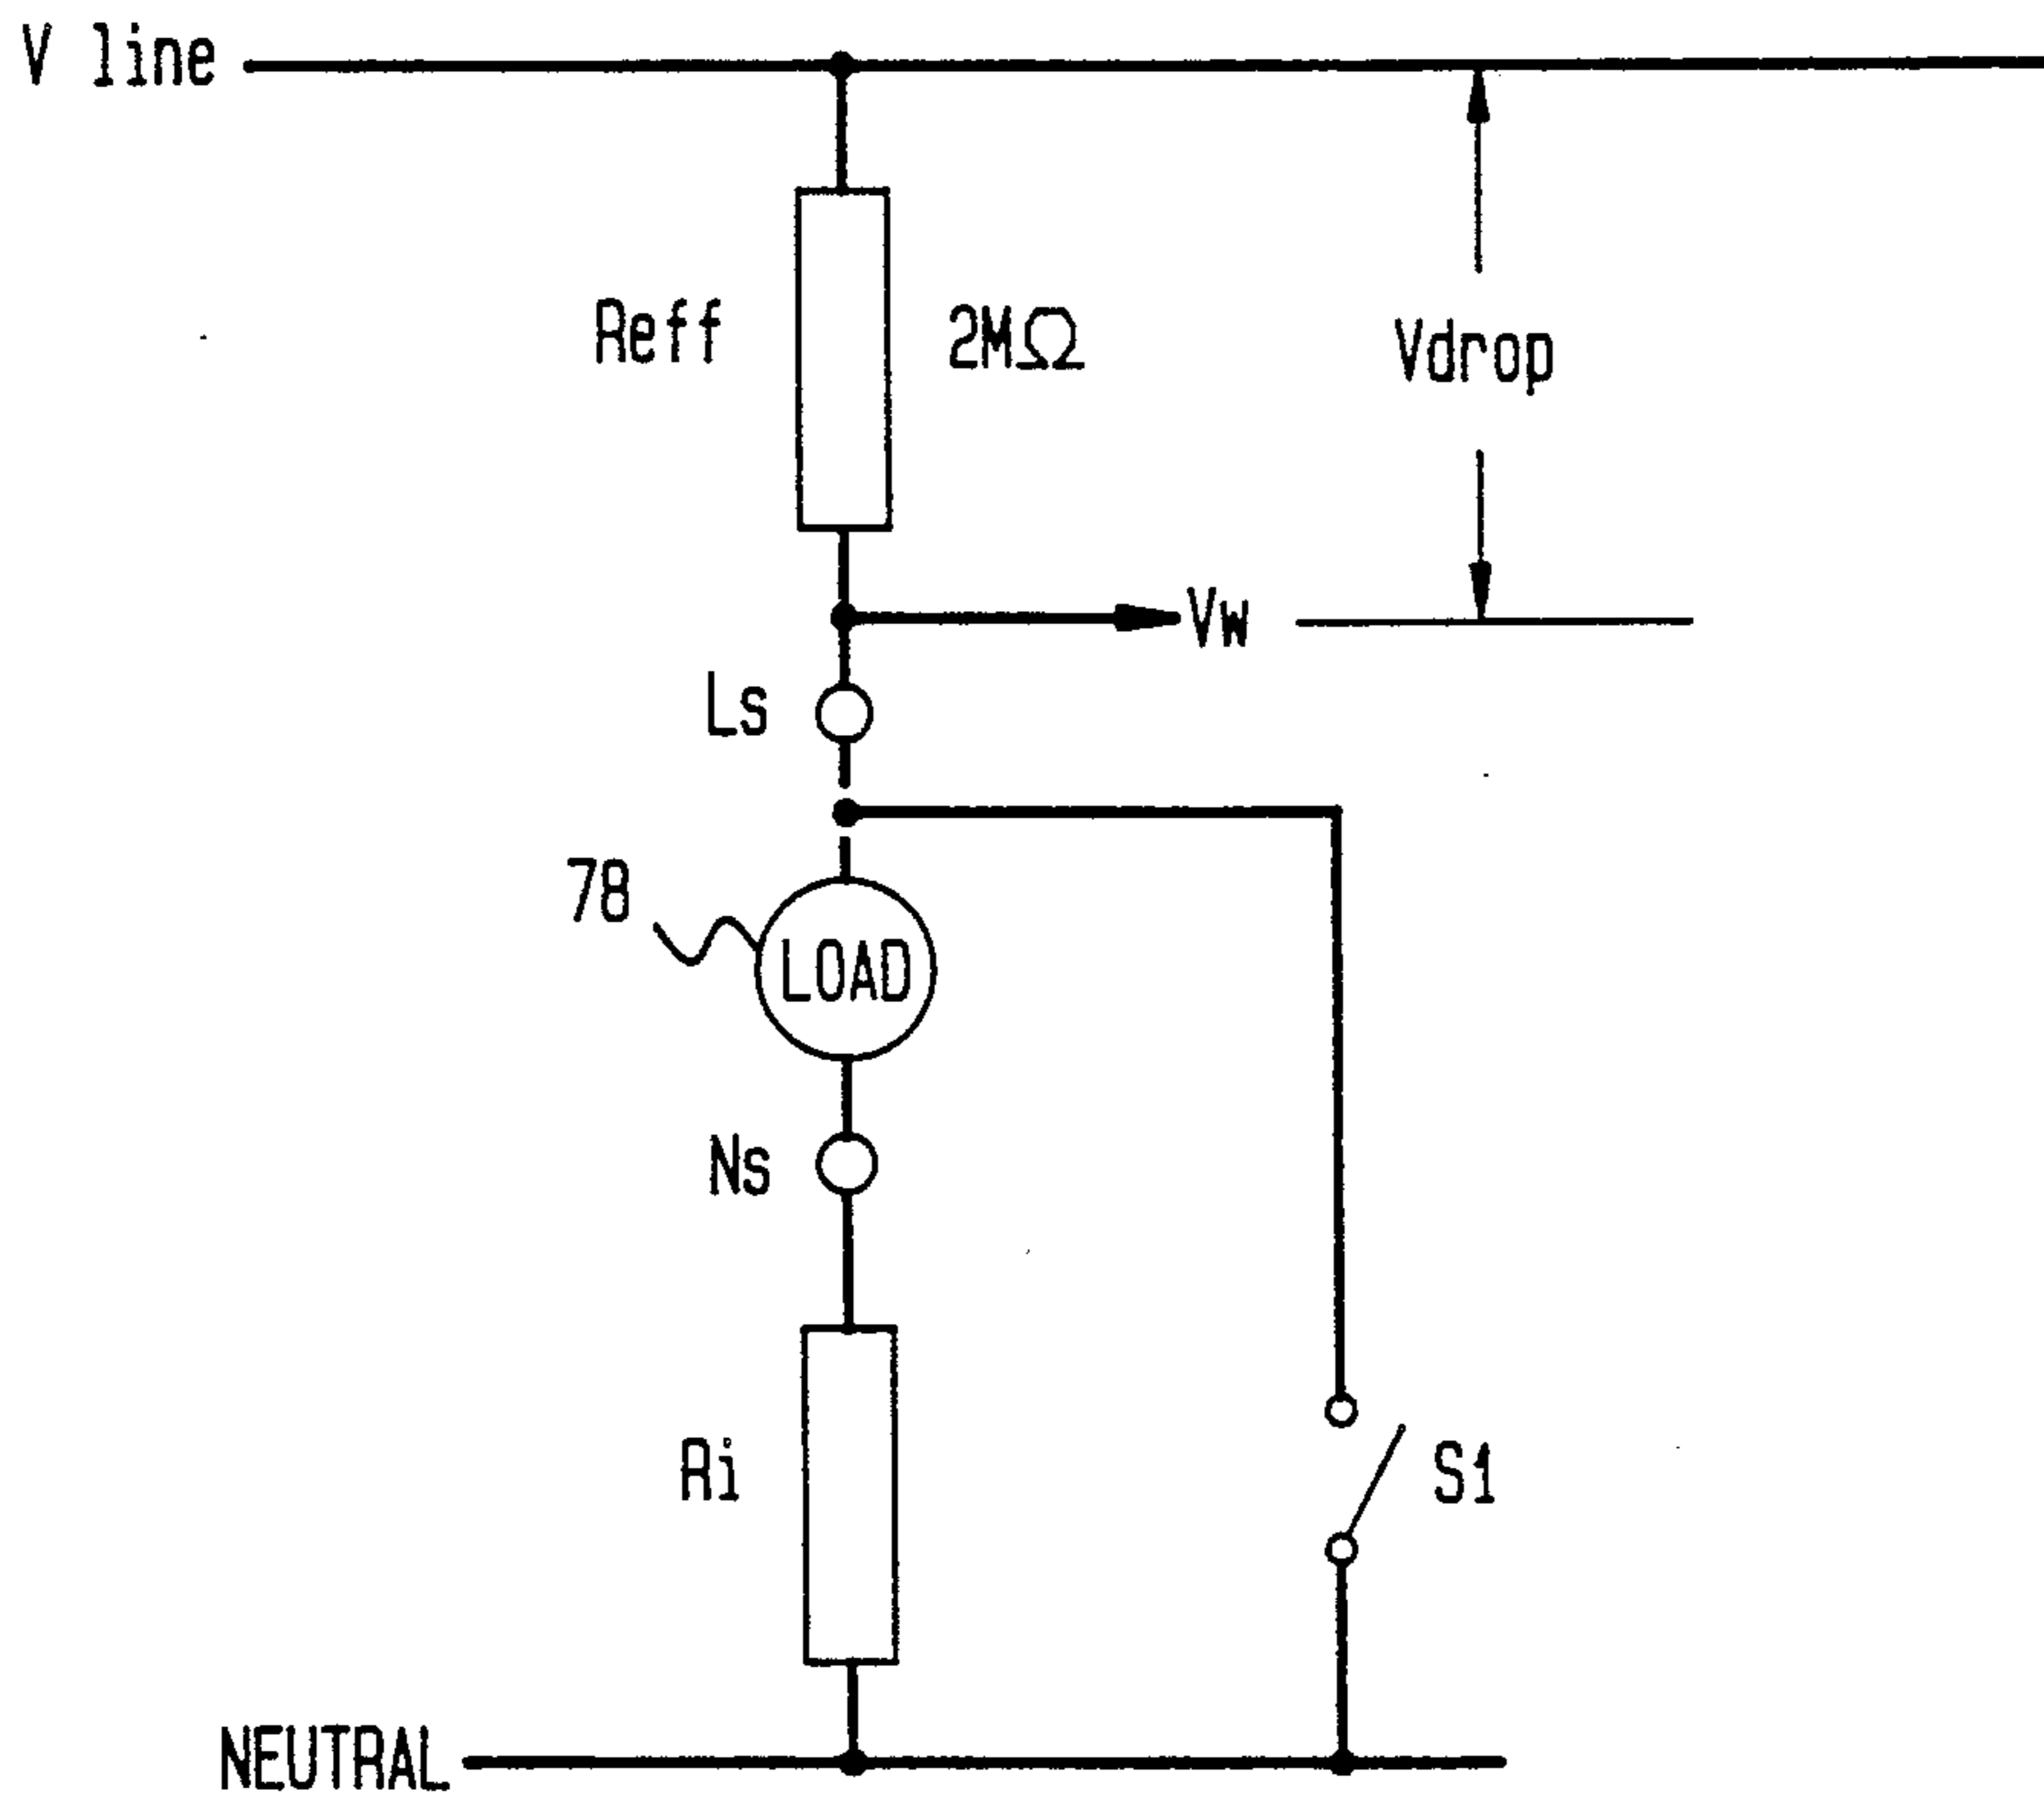 V line
Reff
2MΩ
Vdrop
Vw
Ls
78
LOAD
Ns
Ri
S1
NEUTRAL